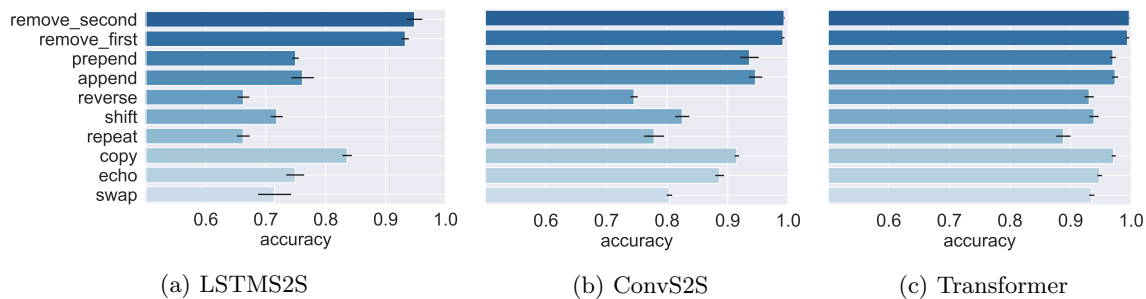 remove_second
remove_first
prepend
append
reverse
shift
repeat
copy
echo
swap
0.6 0.7 0.8 0.9 1.0
accuracy
0.6 0.7 0.8 0.9 1.0
accuracy
0.6 0.7 0.8 0.9 1.0
accuracy
(a) LSTMS2S
(b) ConvS2S
(c) Transformer